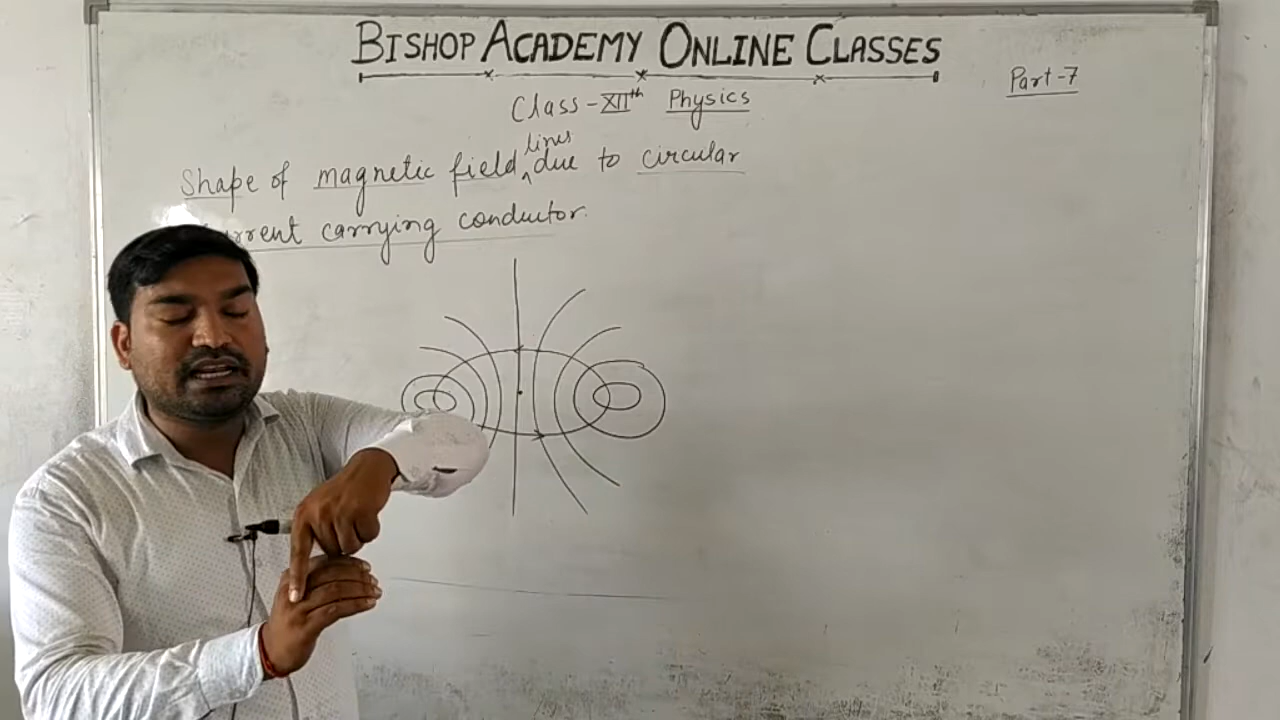 BISHOP ACADEMY ONLINE CLASSES
Part-7
Class-XIIth Physics
Shape of magnetic field lines due to circular
carrying conductor.